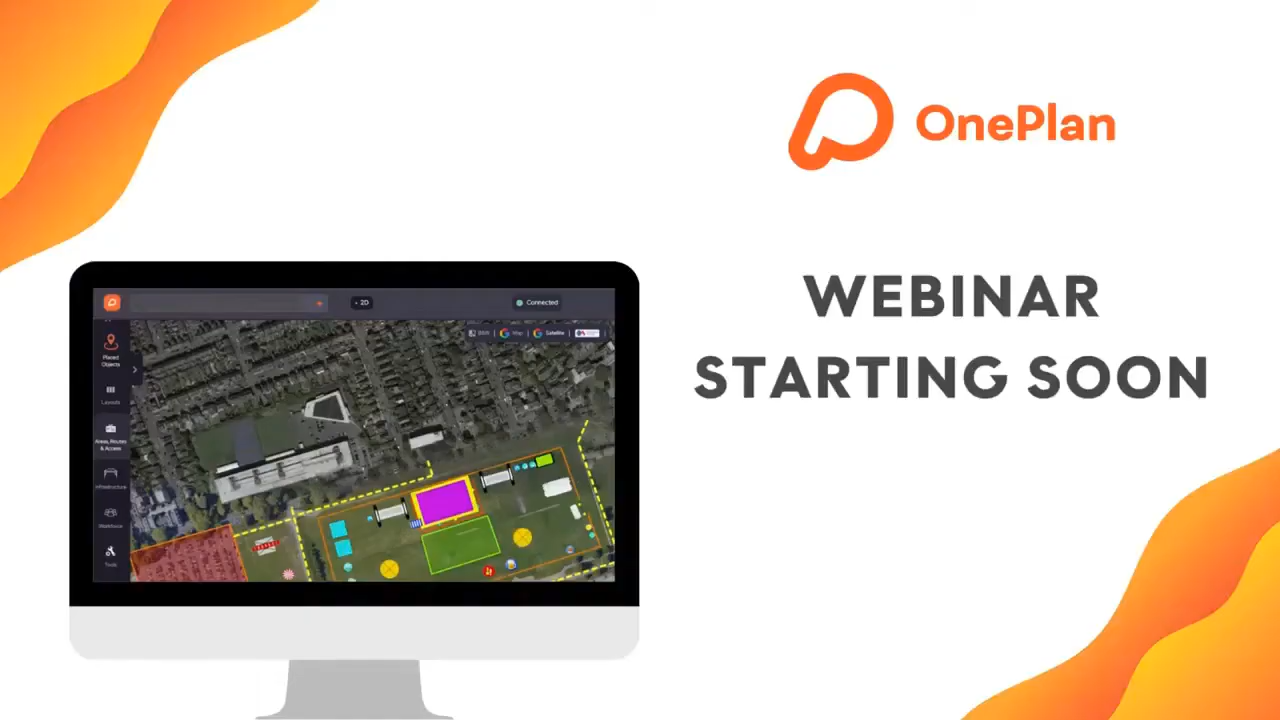 OnePlan
WEBINAR
STARTING SOON
2D
Connected
Placed
Objects
Layouts
Areas, Routes
& Access
Infrastructure
Workforce
Tools
Map
Satellite